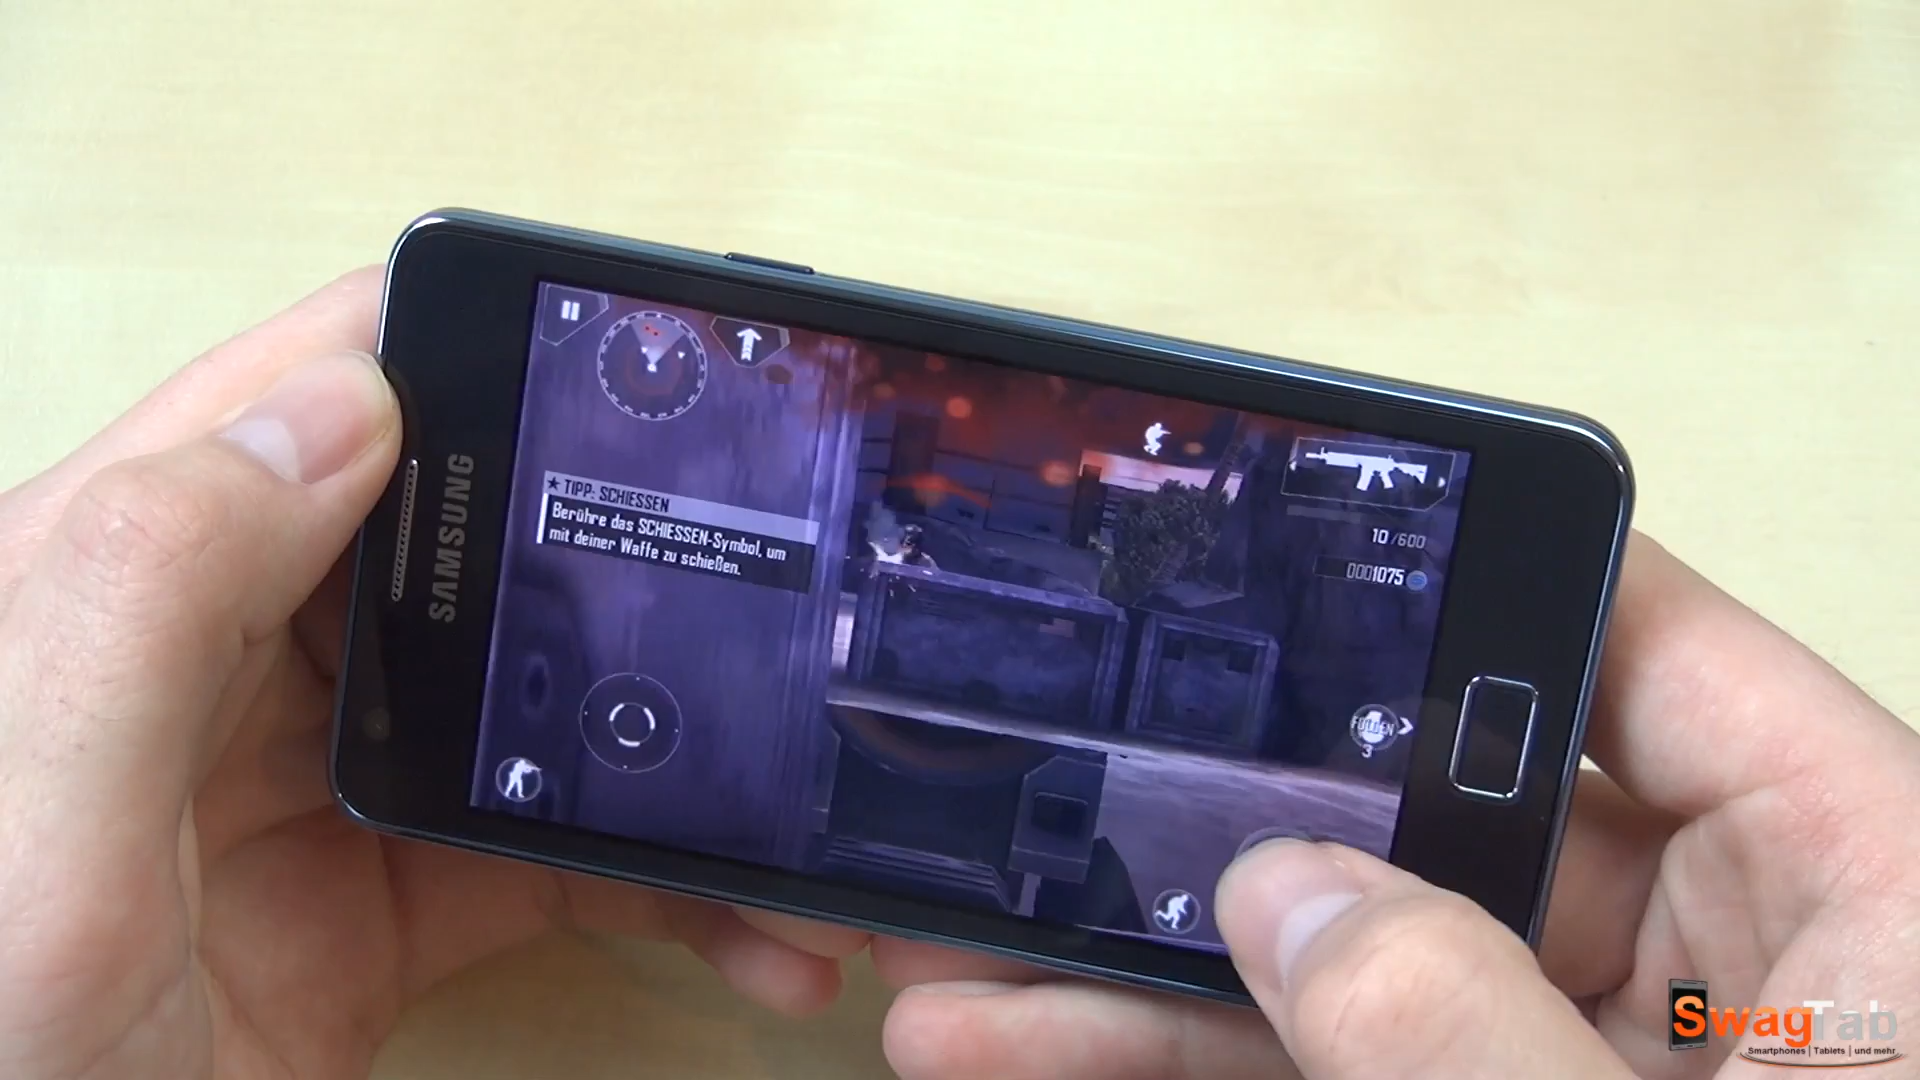 SAMSUNG
★ TIPP: SCHIESSEN
Berühre das SCHIESSEN-Symbol, um
mit deiner Waffe zu schießen.
10/600
0001075
FOLGEN
3
SwagTab
Smartphones | Tablets | und mehr